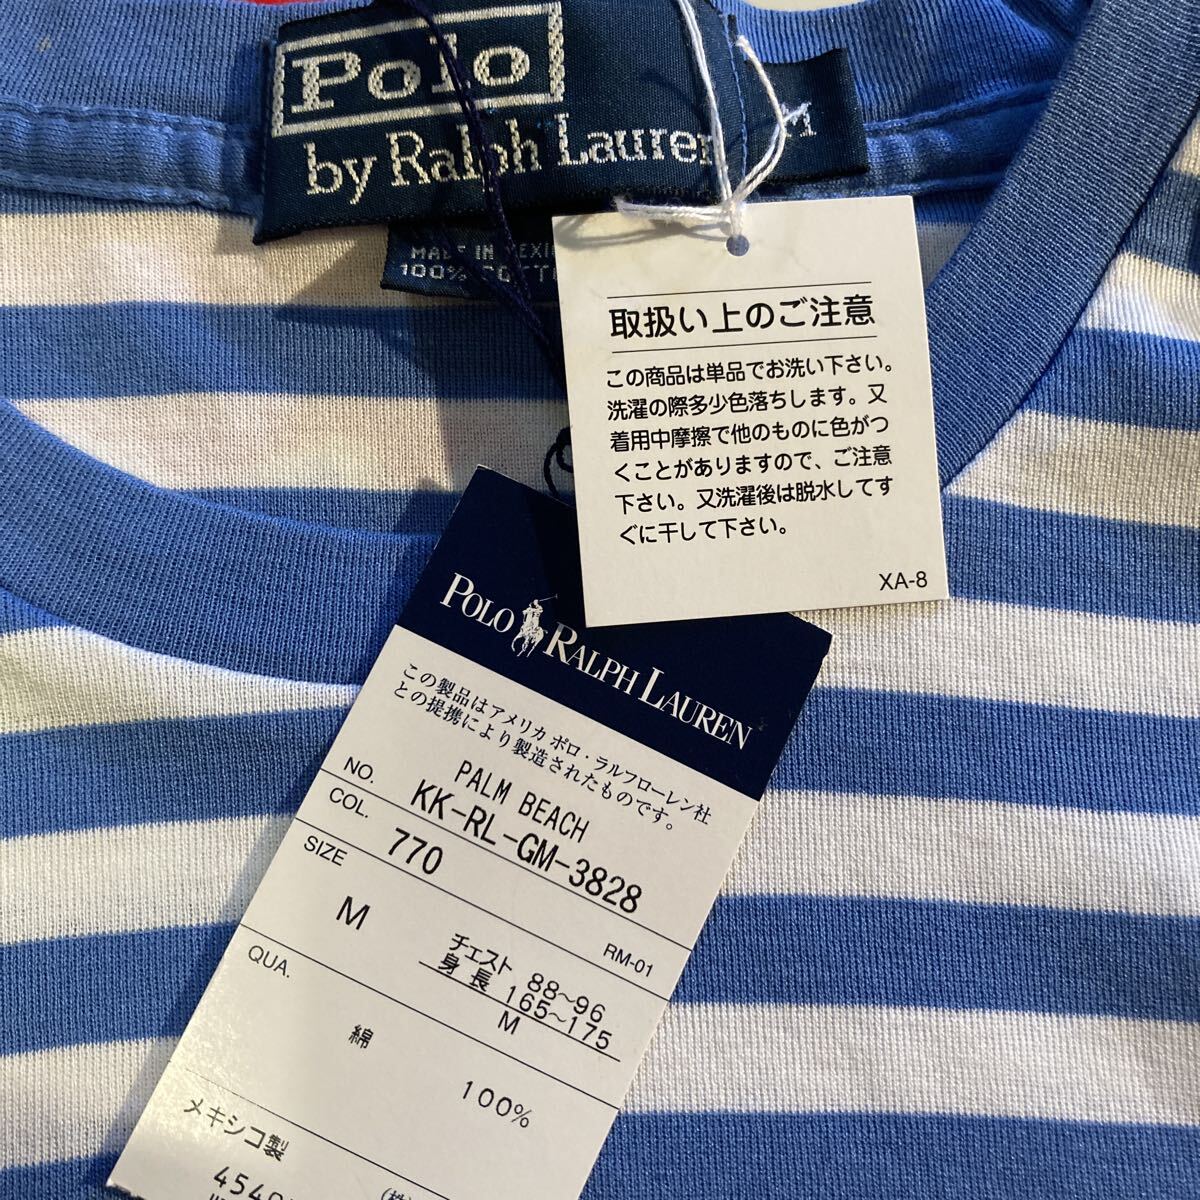 Polo
by Ralph Lauren
M
MADE IN
100%
取扱い上のご注意
この商品は単品でお洗い下さい。
洗濯の際多少色落ちします。又
着用中摩擦で他のものに色がつ
くことがありますので、ご注意
下さい。又洗濯後は脱水してす
ぐに干して下さい。
XA-8
POLO RALPH LAUREN
この製品はアメリカ ポロ・ラルフローレン社
との提携により製造されたものです。
PALM BEACH
NO. KK-RL-GM-3828
COL. 770
SIZE RM-01
M チェスト 88~96
身長 165~175
M
QUA.
綿 100%
メキシコ製